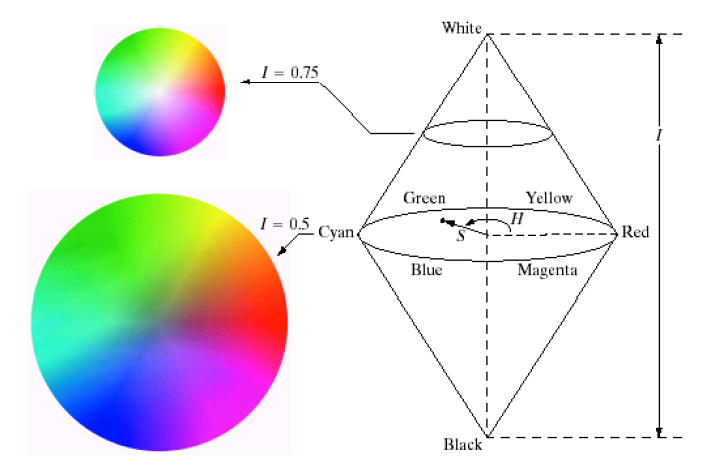 White
I = 0.75
I
Green
Yellow
I = 0.5
Cyan
H
S
Red
Blue
Magenta
Black